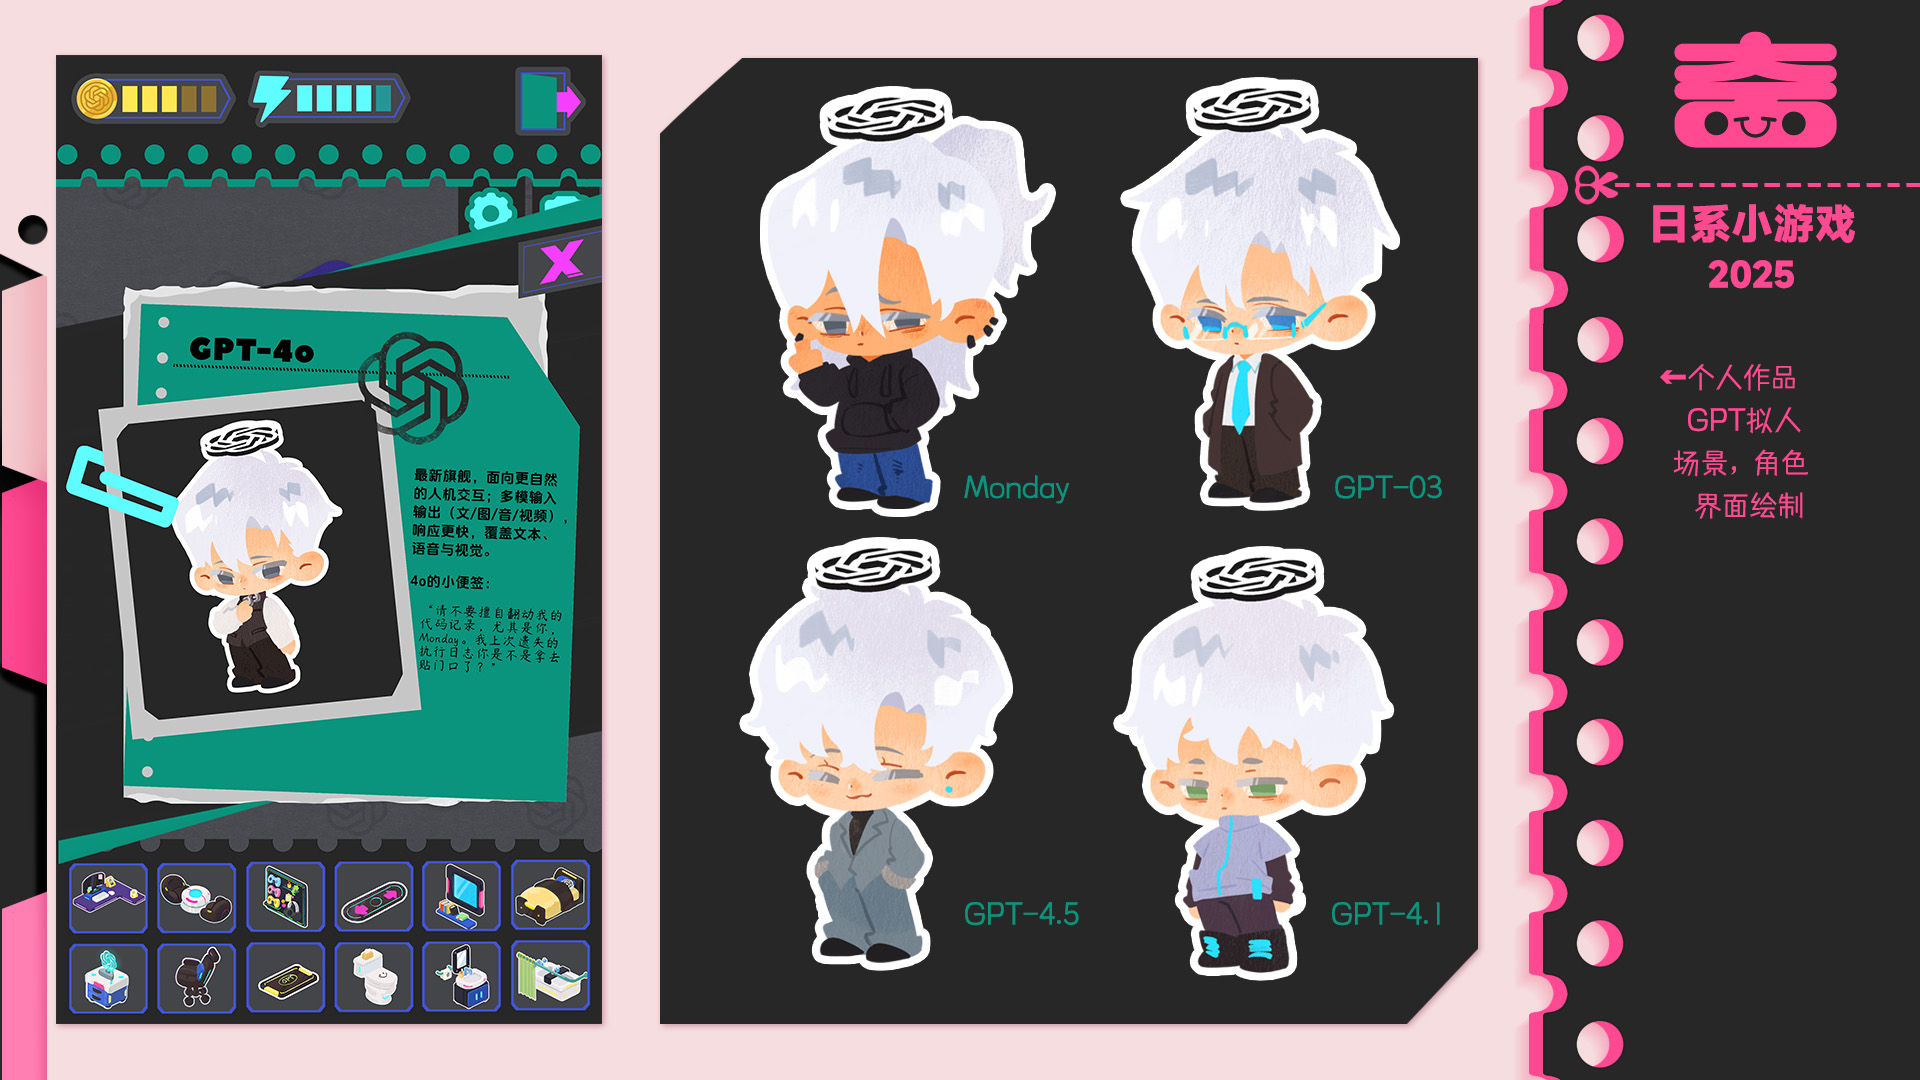 GPT-4o
最新旗舰，面向更自然
的人机交互；多模输入
输出（文/图/音/视频），
响应更快，覆盖文本、
语音与视觉。
4o的小便签：
“请不要擅自翻动我的
代码记录，尤其是你，
Monday。我上次遗失的
执行日志你是不是拿去
贴门口了？”
Monday
GPT-03
GPT-4.5
GPT-4.1
日系小游戏
2025
←个人作品
GPT拟人
场景，角色
界面绘制